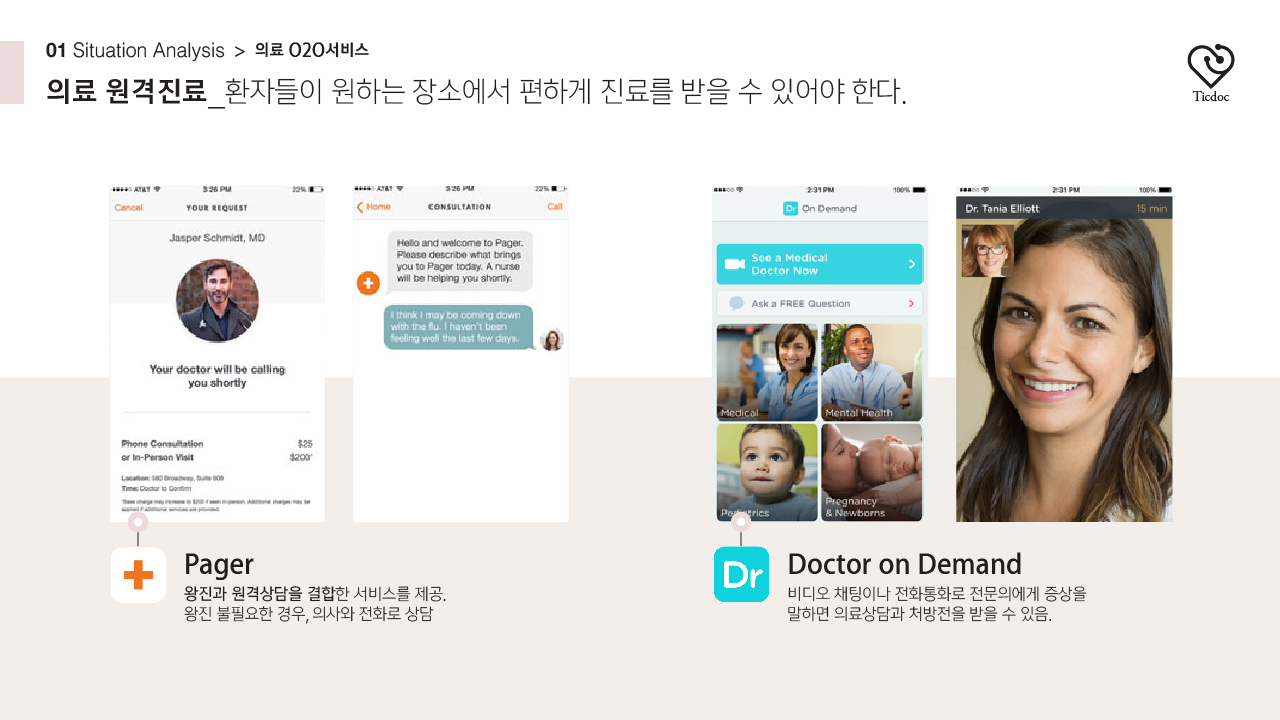 01 Situation Analysis > 의료 O2O서비스
의료 원격진료_환자들이 원하는 장소에서 편하게 진료를 받을 수 있어야 한다.
Ticdoc
AT&T 3:26 PM 22%
Cancel YOUR REQUEST
Jasper Schmidt, MD
Your doctor will be calling
you shortly
Phone Consultation $25
or In-Person Visit $200*
Location: 580 Broadway, Suite 608
Time: Doctor to Confirm
*Base charge may increase to $200 if seen in-person. Additional charges may be
applied if additional services are provided.
AT&T 3:26 PM 22%
Home CONSULTATION Call
Hello and welcome to Pager.
Please describe what brings
you to Pager today. A nurse
will be helping you shortly.
I think I may be coming down
with the flu. I haven't been
feeling well the last few days.
2:31 PM 100%
Dr On Demand
See a Medical
Doctor Now
Ask a FREE Question
Medical
Mental Health
Pediatrics
Pregnancy
& Newborns
2:31 PM 100%
Dr. Tania Elliott 15 min
Pager
왕진과 원격상담을 결합한 서비스를 제공.
왕진 불필요한 경우, 의사와 전화로 상담
Dr
Doctor on Demand
비디오 채팅이나 전화통화로 전문의에게 증상을
말하면 의료상담과 처방전을 받을 수 있음.